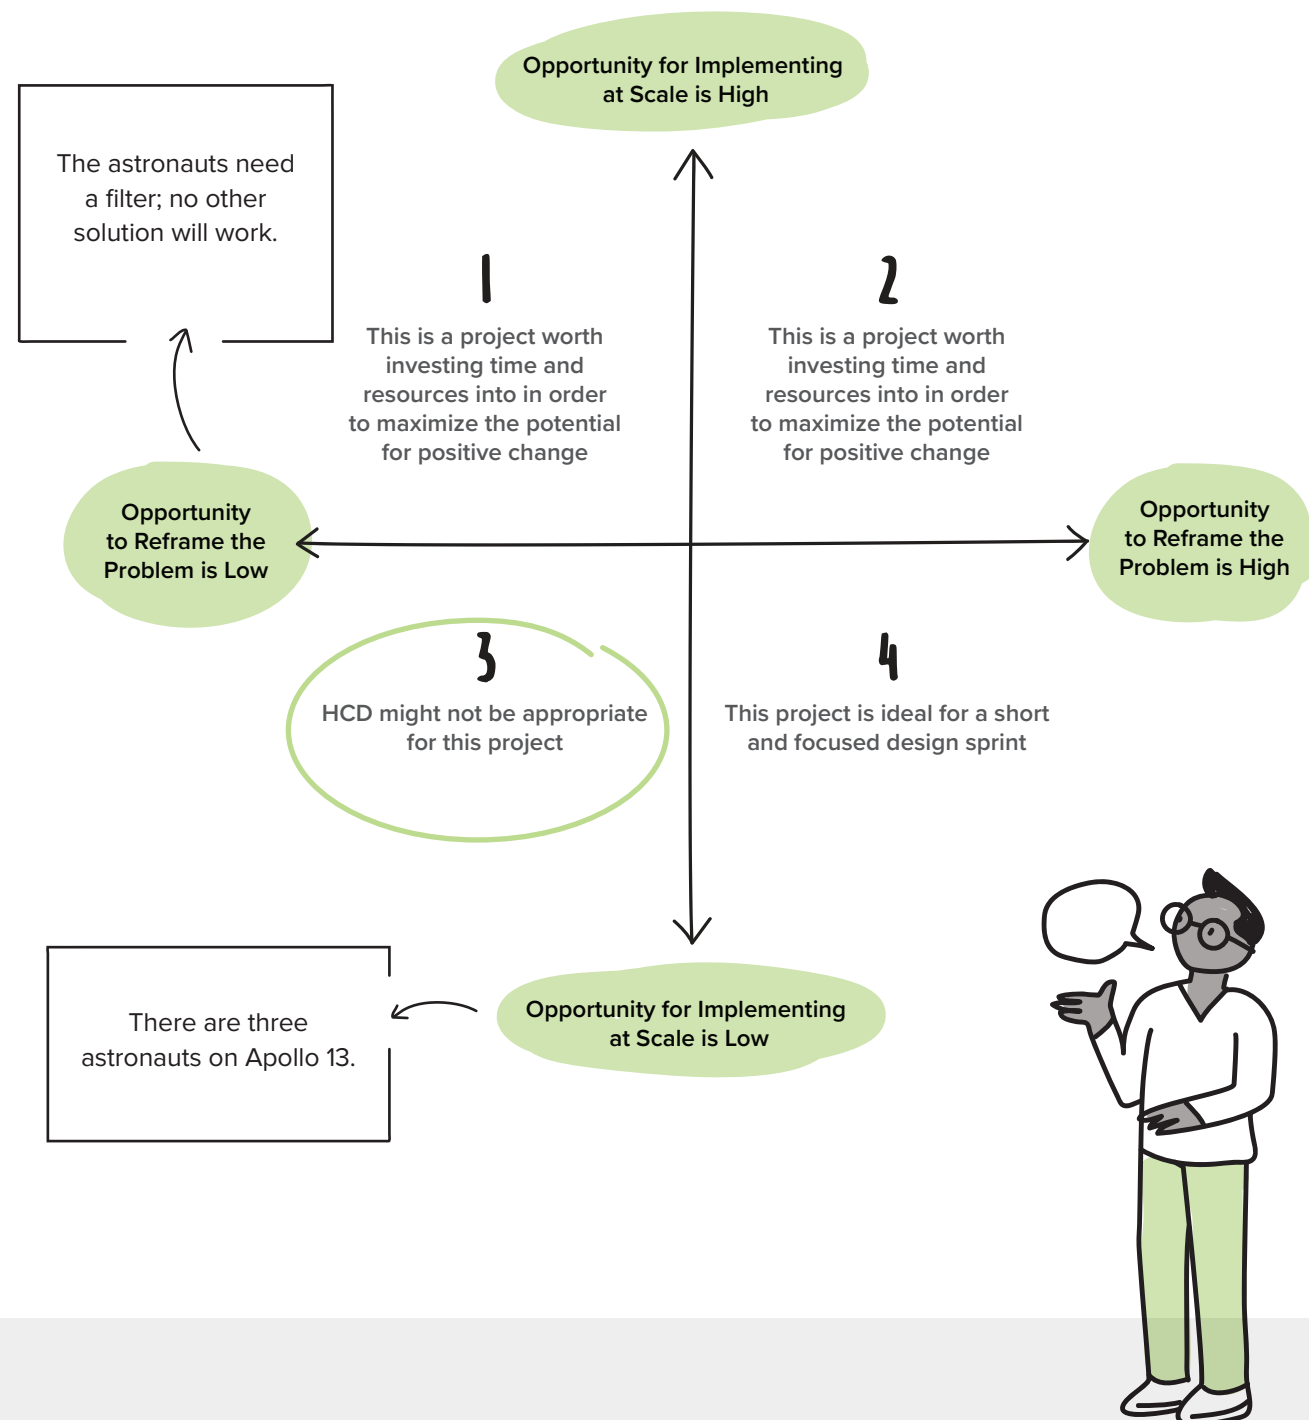 Opportunity for Implementing
at Scale is High
The astronauts need
a filter; no other
solution will work.
1
This is a project worth
investing time and
resources into in order
to maximize the potential
for positive change
2
This is a project worth
investing time and
resources into in order
to maximize the potential
for positive change
Opportunity
to Reframe the
Problem is Low
Opportunity
to Reframe the
Problem is High
3
HCD might not be appropriate
for this project
4
This project is ideal for a short
and focused design sprint
Opportunity for Implementing
at Scale is Low
There are three
astronauts on Apollo 13.